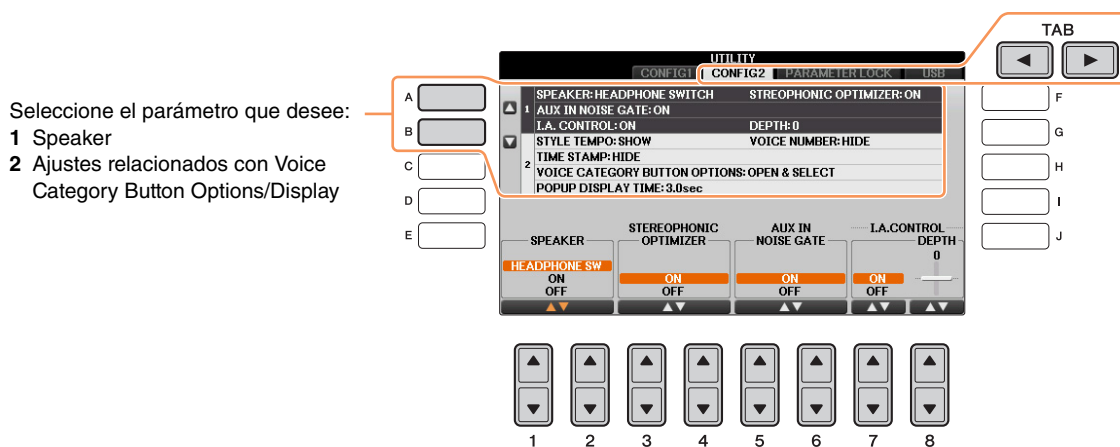 TAB
UTILITY
CONFIG1 CONFIG2 PARAMETER LOCK USB
Seleccione el parámetro que desee:
1 Speaker
2 Ajustes relacionados con Voice
Category Button Options/Display
A
B
C
D
E
1
SPEAKER: HEADPHONE SWITCH STREOPHONIC OPTIMIZER: ON
AUX IN NOISE GATE: ON
I.A. CONTROL: ON DEPTH: 0
2
STYLE TEMPO: SHOW VOICE NUMBER: HIDE
TIME STAMP: HIDE
VOICE CATEGORY BUTTON OPTIONS: OPEN & SELECT
POPUP DISPLAY TIME: 3.0sec
F
G
H
I
J
SPEAKER
HEADPHONE SW
ON
OFF
STEREOPHONIC
OPTIMIZER
ON
OFF
AUX IN
NOISE GATE
ON
OFF
I.A.CONTROL
DEPTH
0
ON
OFF
1 2 3 4 5 6 7 8